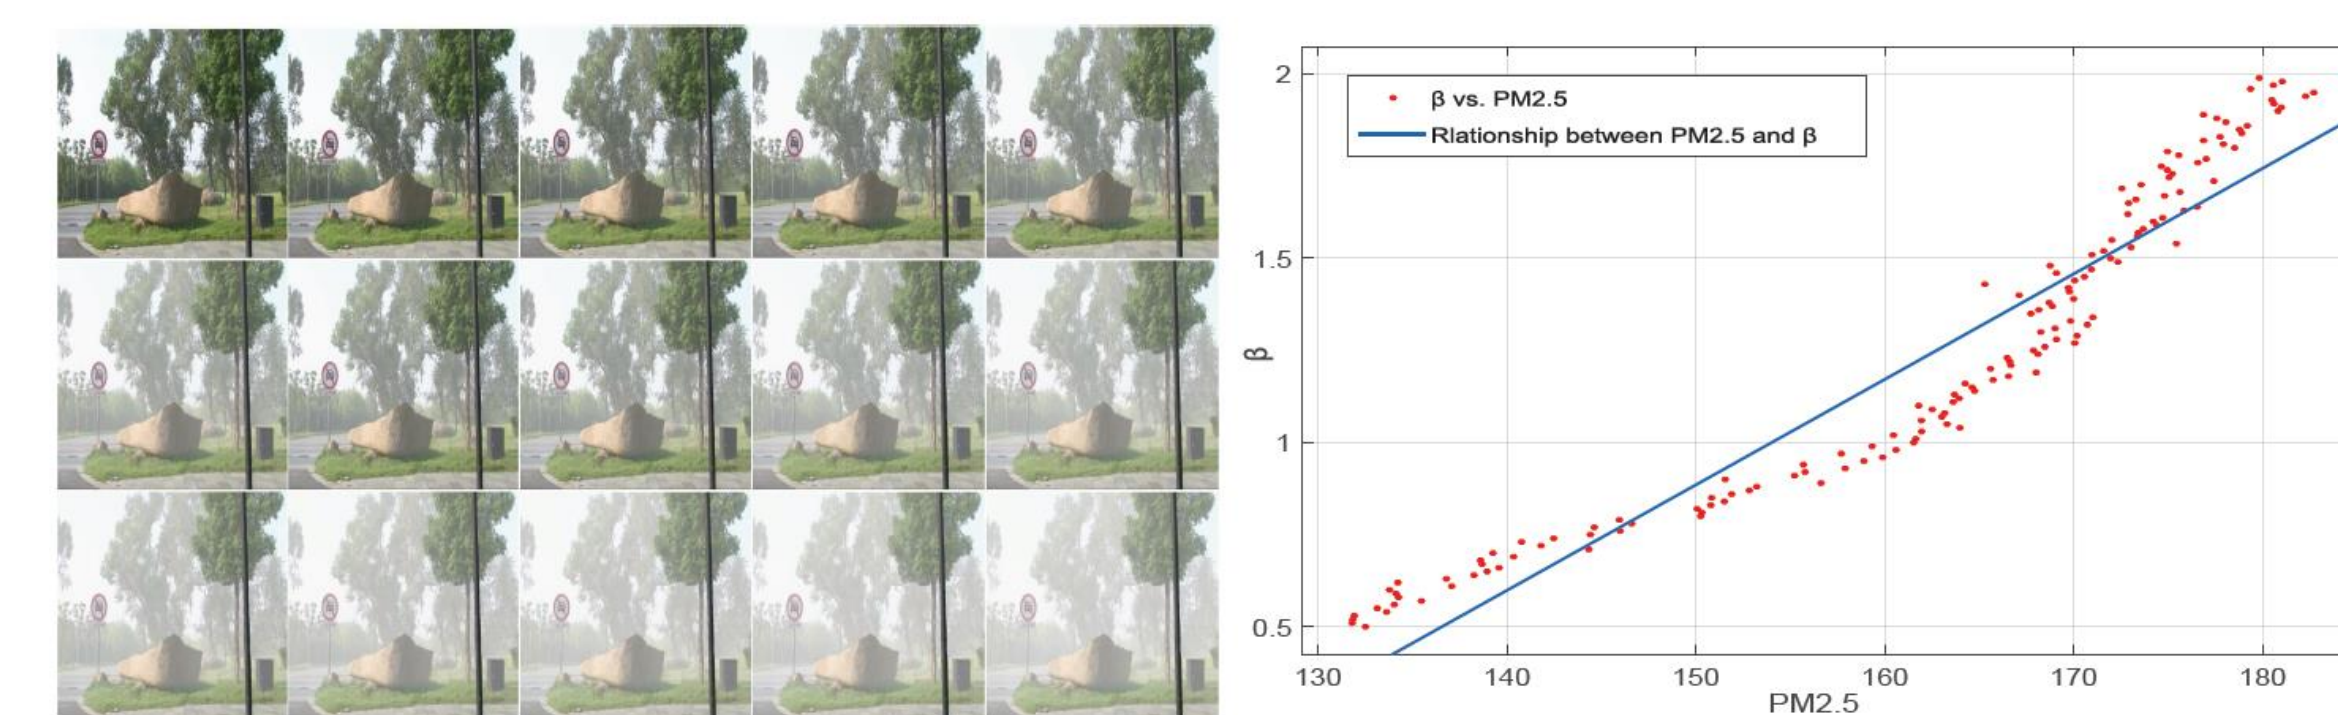 2
β vs. PM2.5
Rlationship between PM2.5 and β
1.5
β
1
0.5
130 140 150 160 170 180
PM2.5